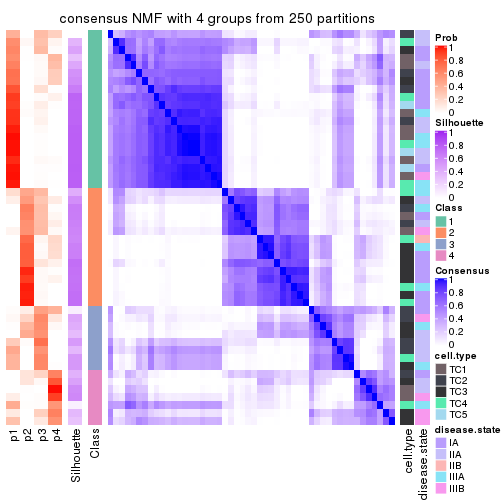 consensus NMF with 4 groups from 250 partitions
Prob
1
0.8
0.6
0.4
0.2
0
Silhouette
1
0.8
0.6
0.4
0.2
0
Class
1
2
3
4
Consensus
1
0.8
0.6
0.4
0.2
0
cell.type
TC1
TC2
TC3
TC4
TC5
disease.state
IA
IIA
IIB
IIIA
IIIB
p1
p2
p3
p4
Silhouette
Class
cell.type
disease.state